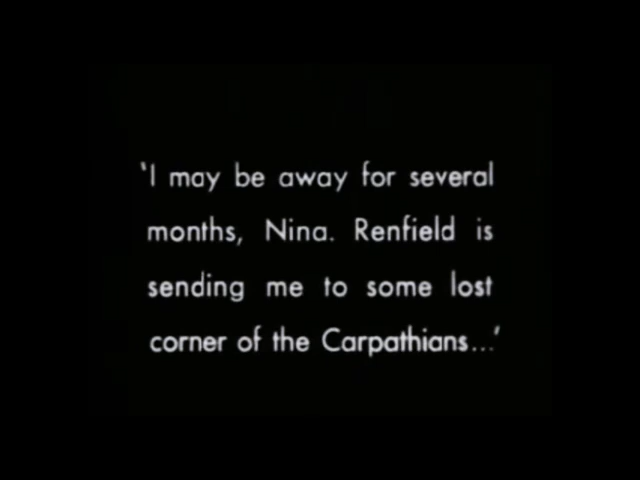 'I may be away for several
months, Nina. Renfield is
sending me to some lost
corner of the Carpathians...'